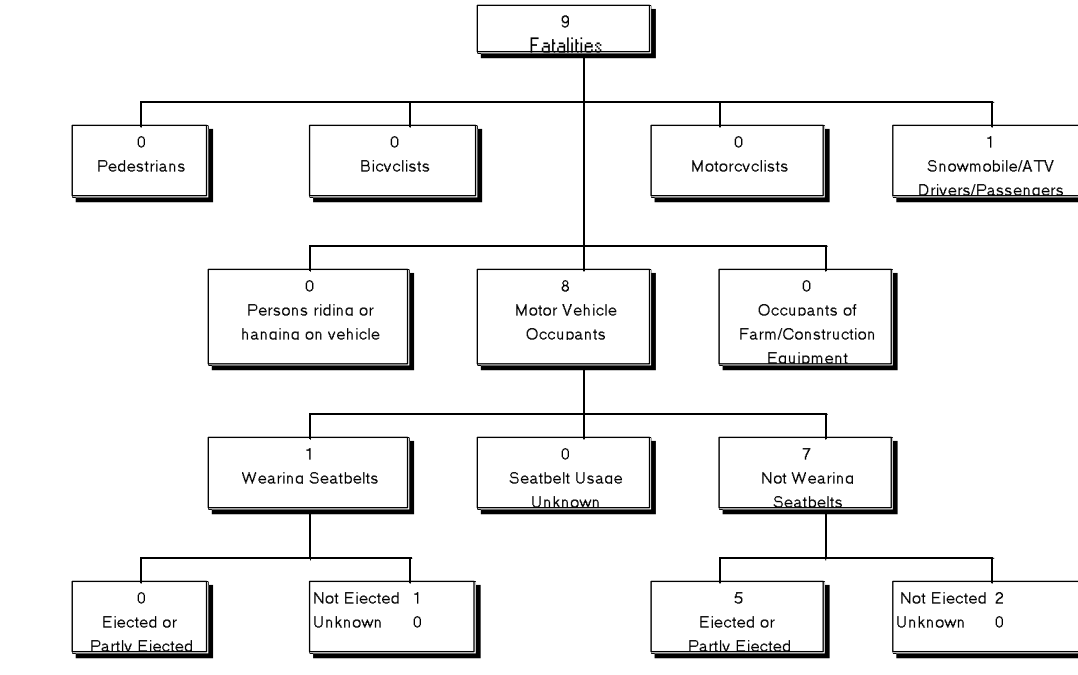 9
Fatalities
0
Pedestrians
0
Bicyclists
0
Motorcyclists
1
Snowmobile/ATV
Drivers/Passengers
0
Persons riding or
hanging on vehicle
8
Motor Vehicle
Occupants
0
Occupants of
Farm/Construction
Equipment
1
Wearing Seatbelts
0
Seatbelt Usage
Unknown
7
Not Wearing
Seatbelts
0
Ejected or
Partly Ejected
Not Ejected 1
Unknown 0
5
Ejected or
Partly Ejected
Not Ejected 2
Unknown 0